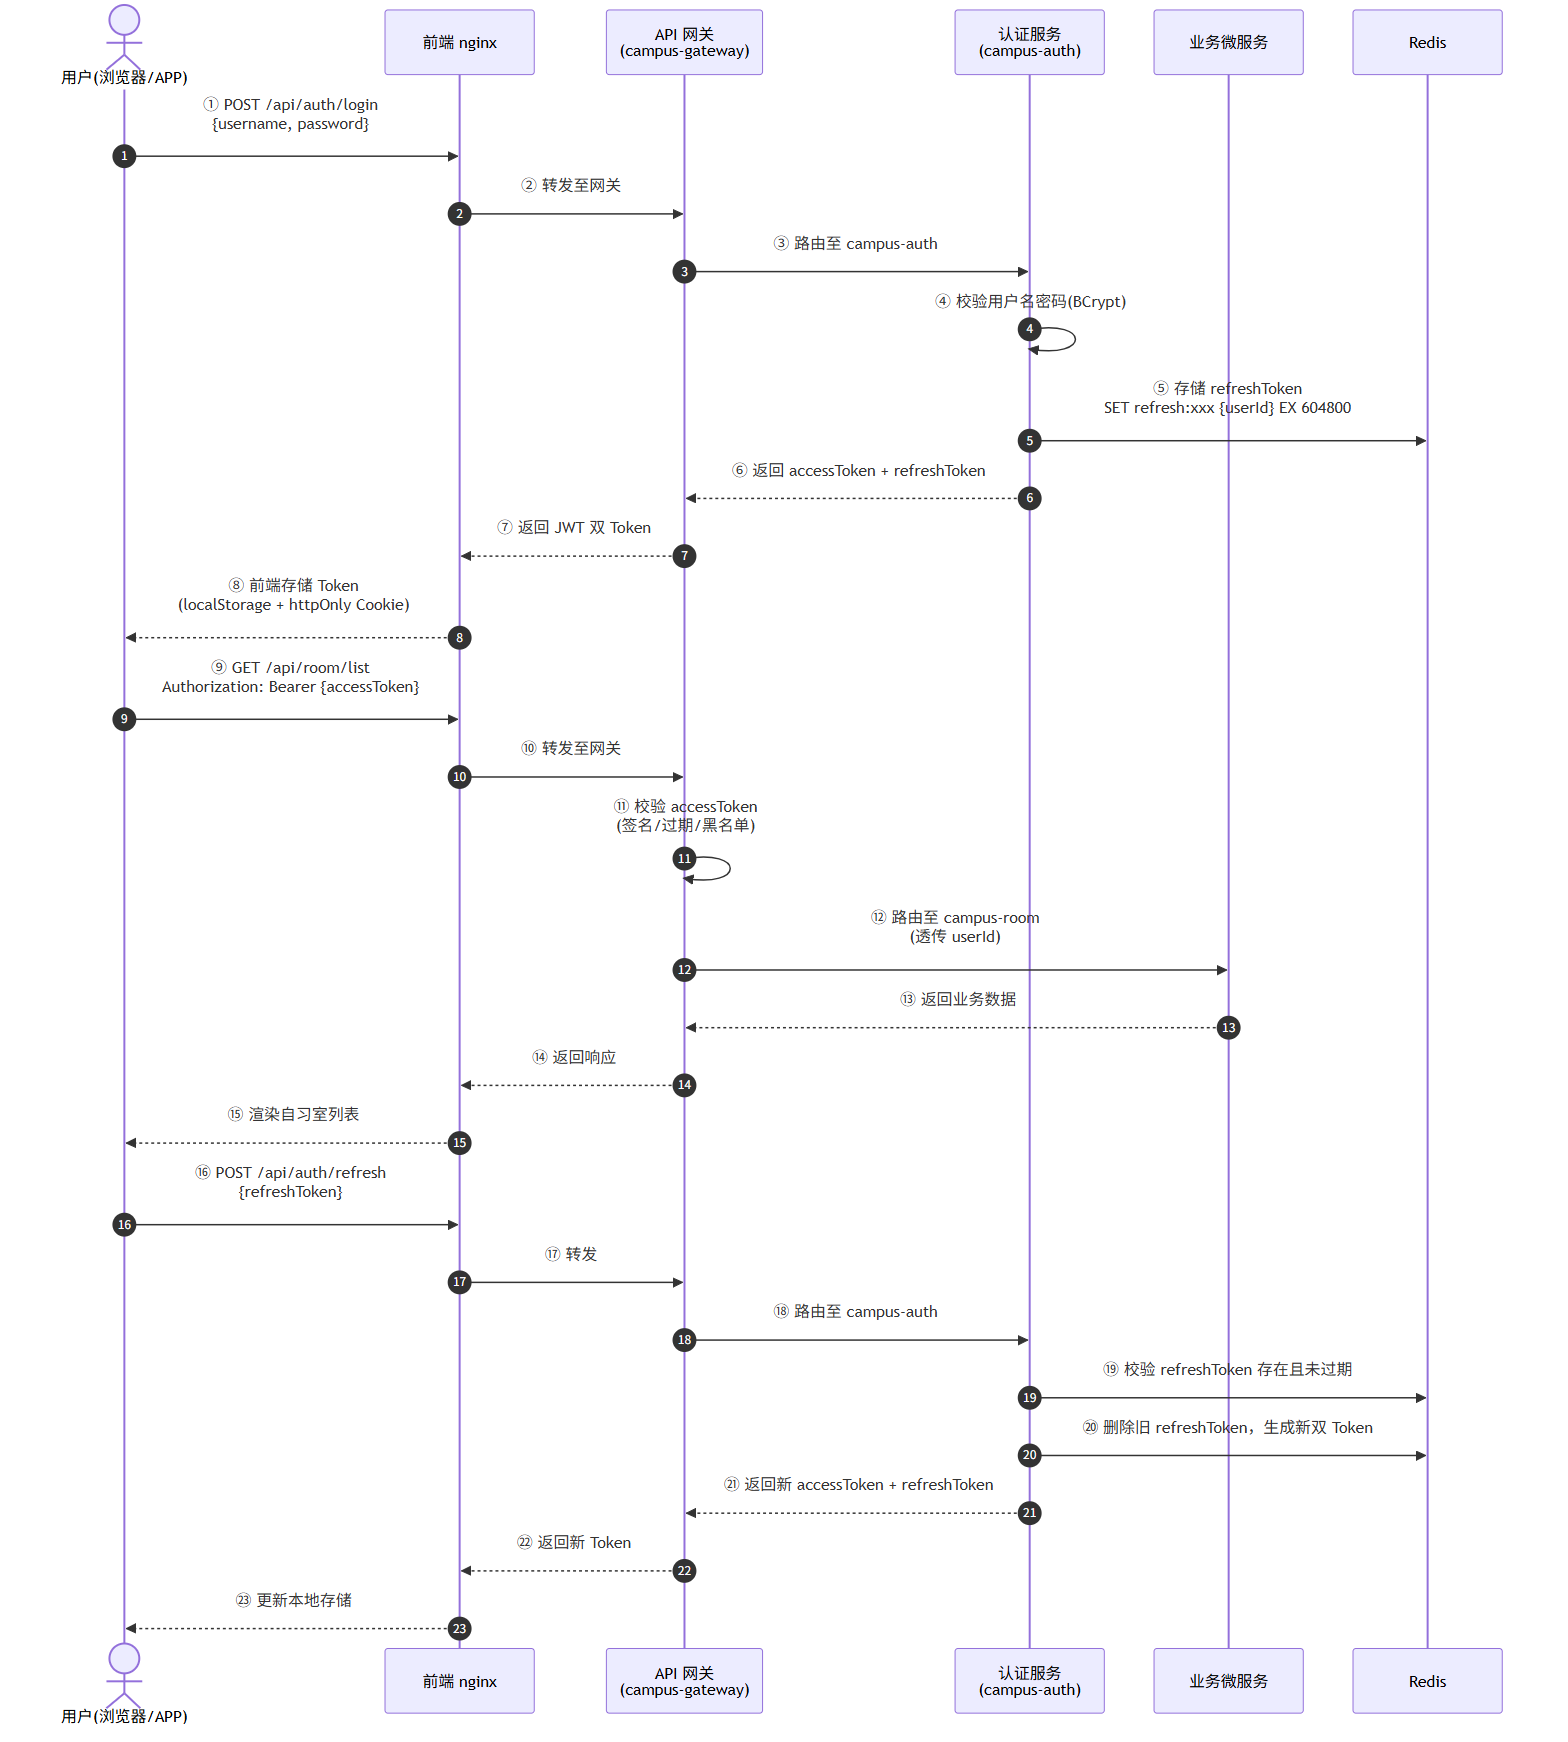 用户(浏览器/APP)
前端 nginx
API 网关
(campus-gateway)
认证服务
(campus-auth)
业务微服务
Redis
① POST /api/auth/login
{username, password}
1
② 转发至网关
2
③ 路由至 campus-auth
3
④ 校验用户名密码(BCrypt)
4
⑤ 存储 refreshToken
SET refresh:xxx {userId} EX 604800
5
⑥ 返回 accessToken + refreshToken
6
⑦ 返回 JWT 双 Token
7
⑧ 前端存储 Token
(localStorage + httpOnly Cookie)
8
⑨ GET /api/room/list
Authorization: Bearer {accessToken}
9
⑩ 转发至网关
10
⑪ 校验 accessToken
(签名/过期/黑名单)
11
⑫ 路由至 campus-room
(透传 userId)
12
⑬ 返回业务数据
13
⑭ 返回响应
14
⑮ 渲染自习室列表
15
⑯ POST /api/auth/refresh
{refreshToken}
16
⑰ 转发
17
⑱ 路由至 campus-auth
18
⑲ 校验 refreshToken 存在且未过期
19
⑳ 删除旧 refreshToken，生成新双 Token
20
㉑ 返回新 accessToken + refreshToken
21
㉒ 返回新 Token
22
㉓ 更新本地存储
23
用户(浏览器/APP)
前端 nginx
API 网关
(campus-gateway)
认证服务
(campus-auth)
业务微服务
Redis